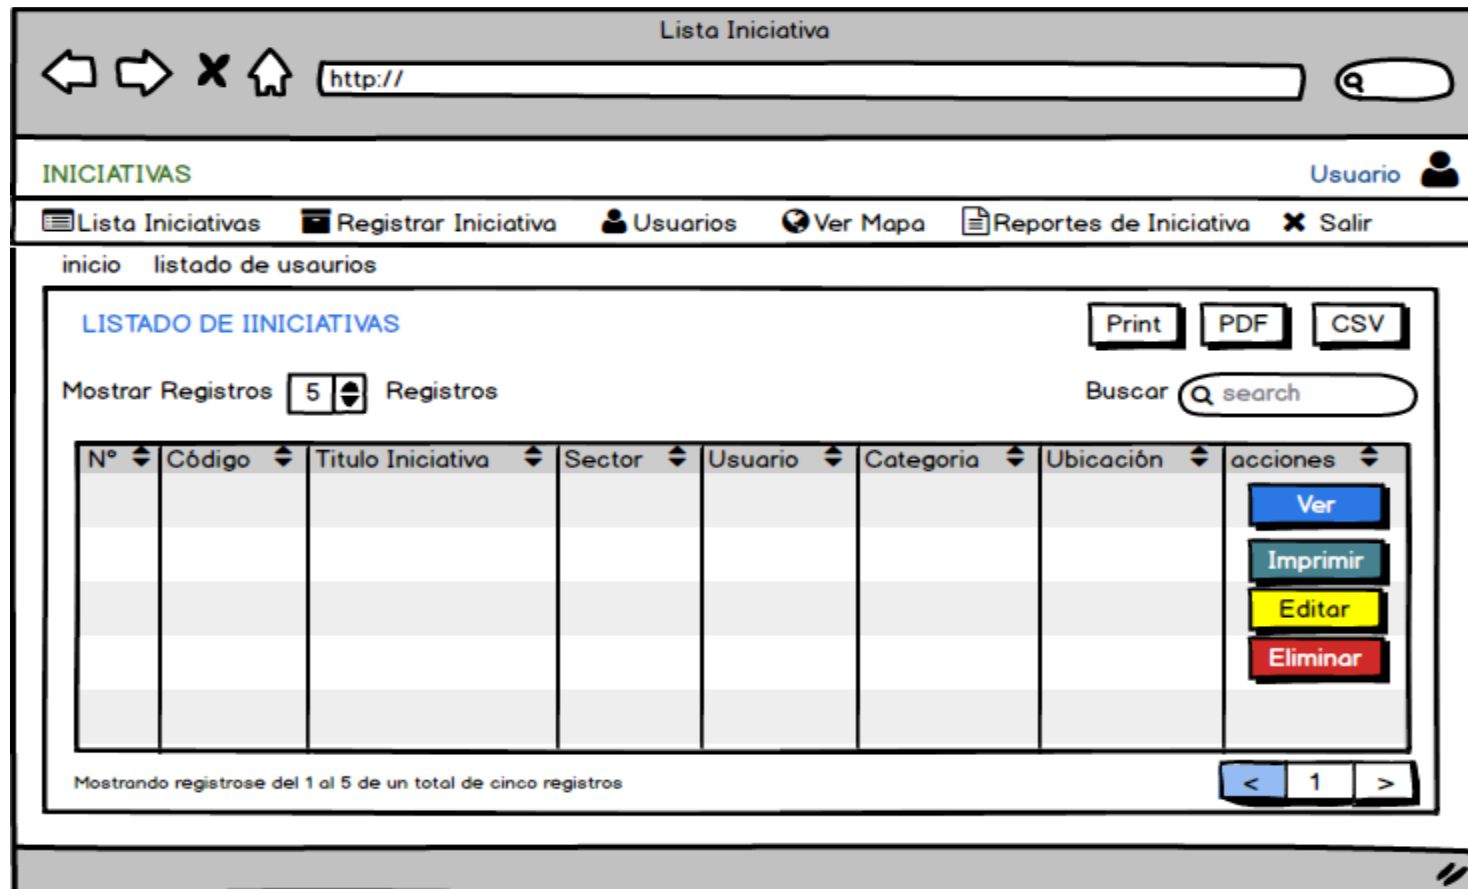 Lista Iniciativa
http://
INICIATIVAS Usuario
Lista Iniciativas Registrar Iniciativa Usuarios Ver Mapa Reportes de Iniciativa Salir
inicio listado de usaurios
LISTADO DE IINICIATIVAS Print PDF CSV
Mostrar Registros 5 Registros Buscar search
Nº Código Titulo Iniciativa Sector Usuario Categoria Ubicación acciones
Ver
Imprimir
Editar
Eliminar
Mostrando registrose del 1 al 5 de un total de cinco registros < 1 >